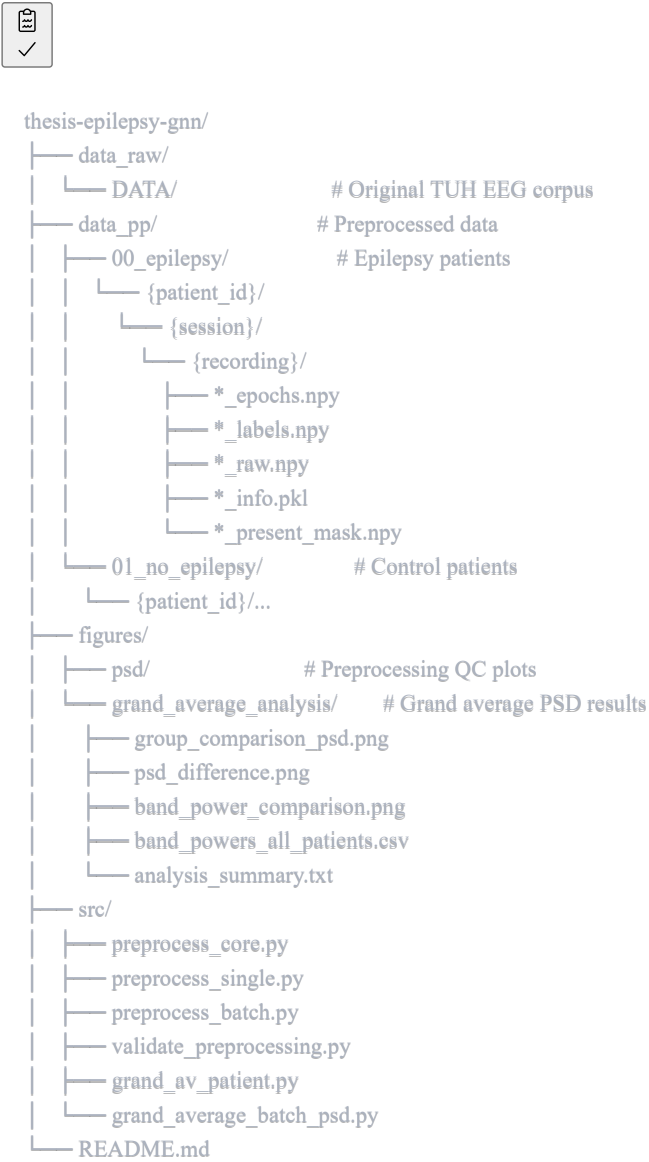 thesis-epilepsy-gnn/
├── data_raw/
│   └── DATA/                          # Original TUH EEG corpus
├── data_pp/                           # Preprocessed data
│   ├── 00_epilepsy/                   # Epilepsy patients
│   │   └── {patient_id}/
│   │       └── {session}/
│   │           └── {recording}/
│   │               ├── *_epochs.npy
│   │               ├── *_labels.npy
│   │               ├── *_raw.npy
│   │               ├── *_info.pkl
│   │               └── *_present_mask.npy
│   └── 01_no_epilepsy/                # Control patients
│       └── {patient_id}/...
├── figures/
│   ├── psd/                           # Preprocessing QC plots
│   └── grand_average_analysis/        # Grand average PSD results
│       ├── group_comparison_psd.png
│       ├── psd_difference.png
│       ├── band_power_comparison.png
│       ├── band_powers_all_patients.csv
│       └── analysis_summary.txt
├── src/
│   ├── preprocess_core.py
│   ├── preprocess_single.py
│   ├── preprocess_batch.py
│   ├── validate_preprocessing.py
│   ├── grand_av_patient.py
│   └── grand_average_batch_psd.py
└── README.md